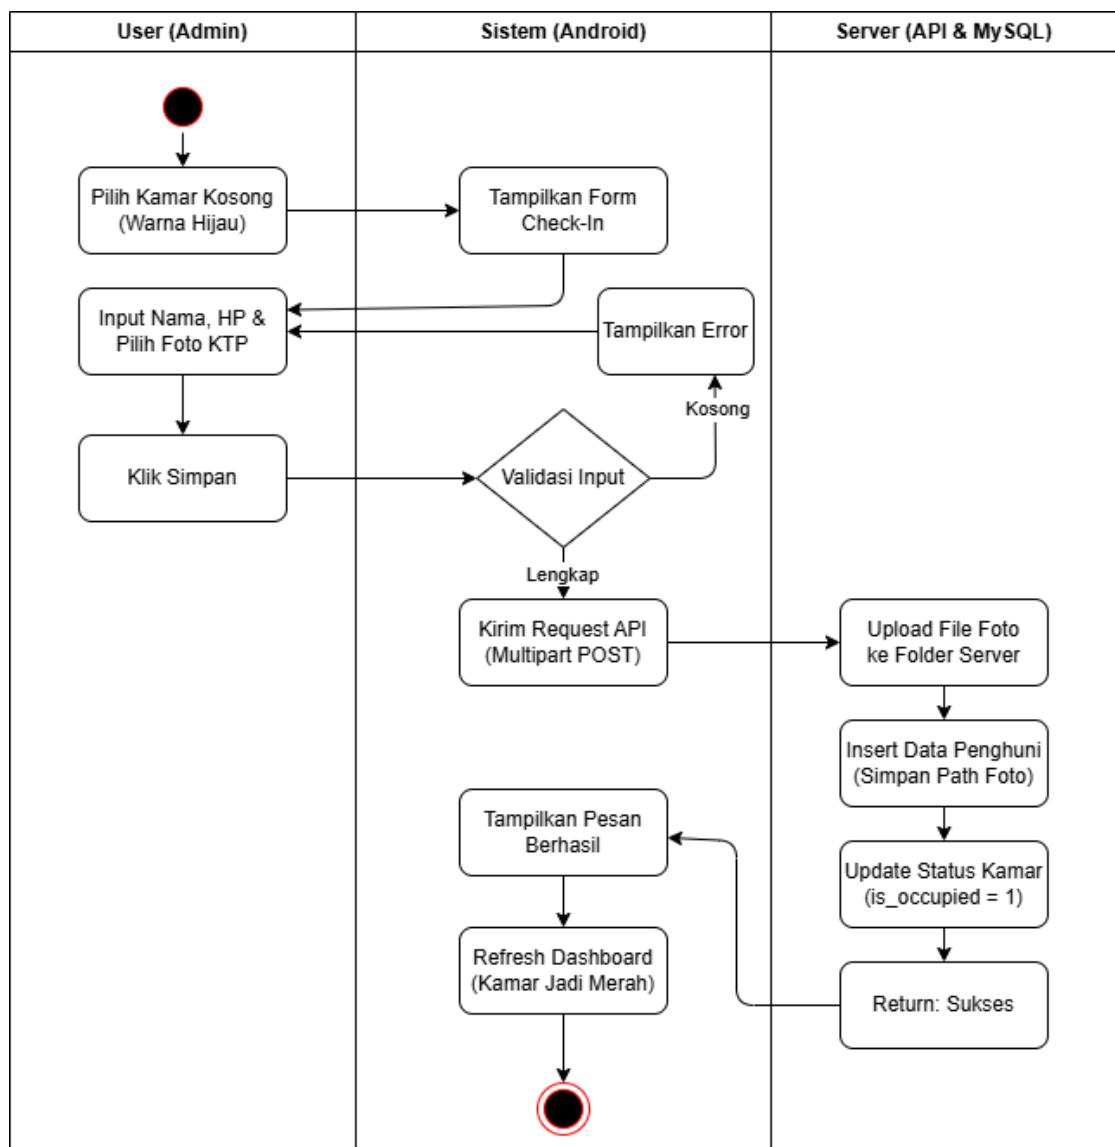 User (Admin)
Sistem (Android)
Server (API & MySQL)
Pilih Kamar Kosong
(Warna Hijau)
Tampilkan Form
Check-In
Input Nama, HP &
Pilih Foto KTP
Tampilkan Error
Kosong
Klik Simpan
Validasi Input
Lengkap
Kirim Request API
(Multipart POST)
Upload File Foto
ke Folder Server
Insert Data Penghuni
(Simpan Path Foto)
Tampilkan Pesan
Berhasil
Update Status Kamar
(is_occupied = 1)
Refresh Dashboard
(Kamar Jadi Merah)
Return: Sukses